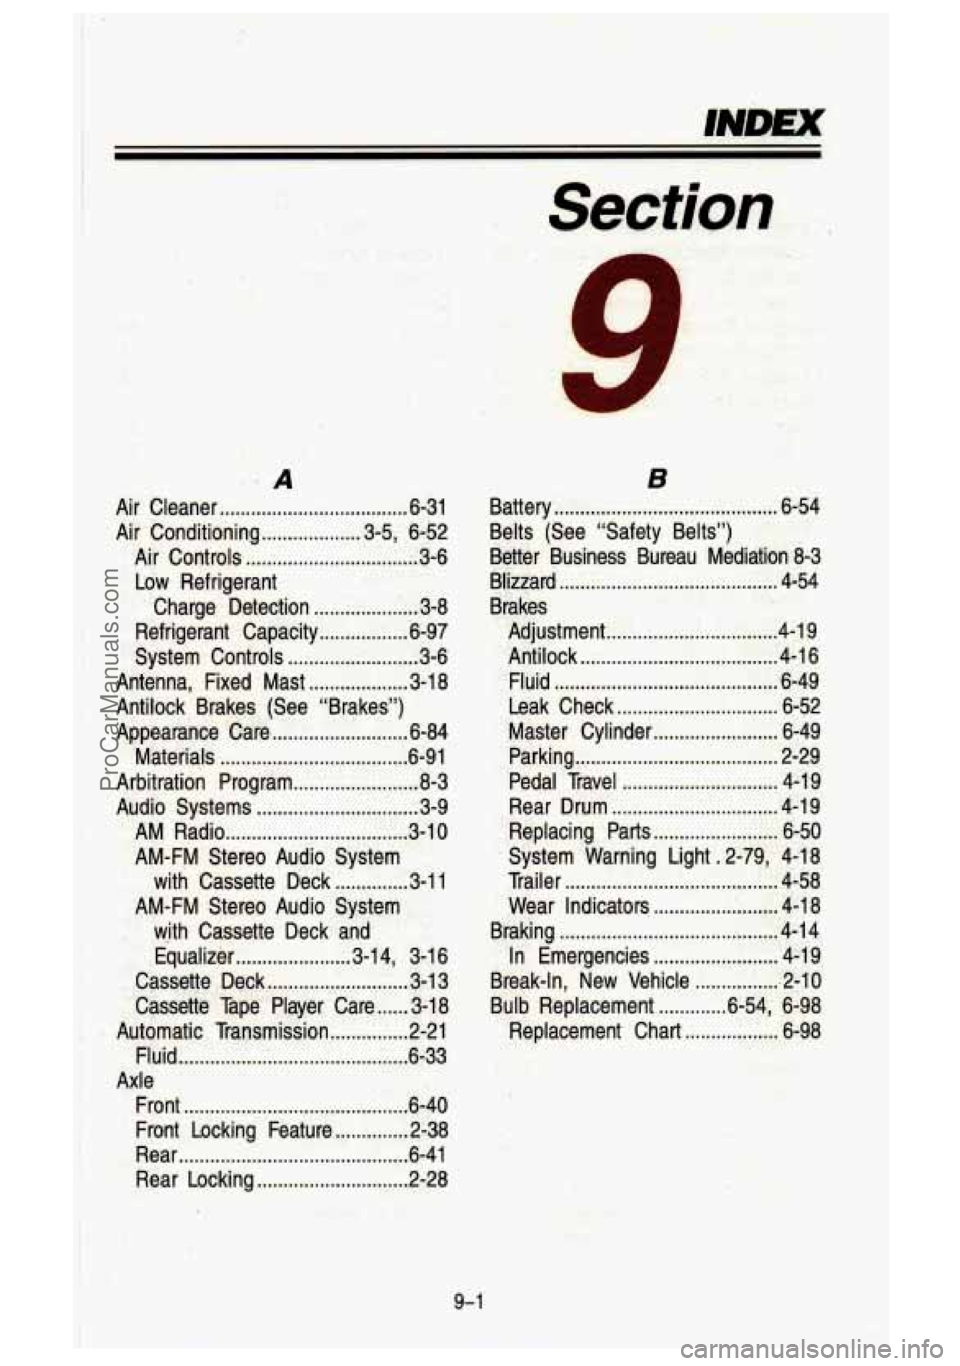 INDEX
Section
9
A
Air Cleaner....................................6-31
Air Conditioning...................3-5, 6-52
Air Controls.................................3-6
Low Refrigerant
Charge Detection....................3-8
Refrigerant Capacity.................6-97
System Controls.........................3-6
Antenna, Fixed Mast...................3-18
Antilock Brakes (See “Brakes”)
Appearance Care..........................6-84
Materials....................................6-91
Arbitration Program........................8-3
Audio Systems...............................3-9
AM Radio...................................3-10
AM-FM Stereo Audio System
with Cassette Deck..............3-11
AM-FM Stereo Audio System
with Cassette Deck and
Equalizer......................3-14, 3-16
Cassette Deck...........................3-13
Cassette Tape Player Care......3-18
Automatic Transmission...............2-21
Fluid............................................6-33
Axle
Front...........................................6-40
Front Locking Feature..............2-38
Rear............................................6-41
Rear Locking.............................2-28
B
Battery...........................................6-54
Belts (See “Safety Belts”)
Better Business Bureau Mediation 8-3
Blizzard..........................................4-54
Brakes
Adjustment.................................4-19
Antilock......................................4-16
Fluid...........................................6-49
Leak Check...............................6-52
Master Cylinder........................6-49
Parking.......................................2-29
Pedal Travel..............................4-19
Rear Drum................................4-19
Replacing Parts........................6-50
System Warning Light.2-79, 4-18
Trailer.........................................4-58
Wear Indicators........................4-18
Braking..........................................4-14
In Emergencies........................4-19
Break-In, New Vehicle................2-10
Bulb Replacement.............6-54, 6-98
Replacement Chart..................6-98
9-1
ProCarManuals.com
carmanualsonline.info